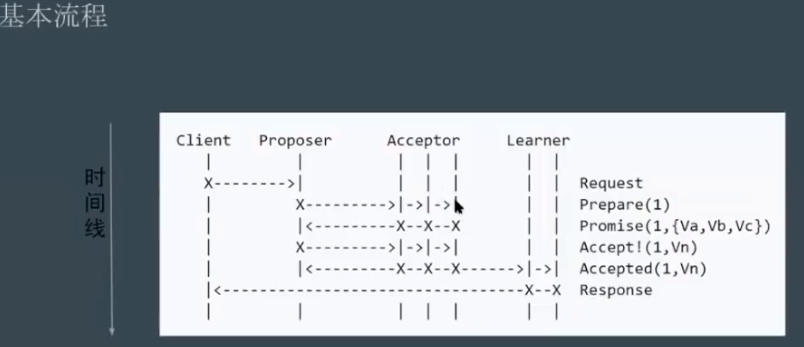 基本流程
时间线
Client   Proposer      Acceptor     Learner
   |         |          |  |  |       |  |
   X-------->|          |  |  |       |  |  Request
   |         X--------->|->|->|       |  |  Prepare(1)
   |         |<---------X--X--X       |  |  Promise(1,{Va,Vb,Vc})
   |         X--------->|->|->|       |  |  Accept!(1,Vn)
   |         |<---------X--X--X------>|->|  Accepted(1,Vn)
   |<---------------------------------X--X  Response
   |         |          |  |  |       |  |